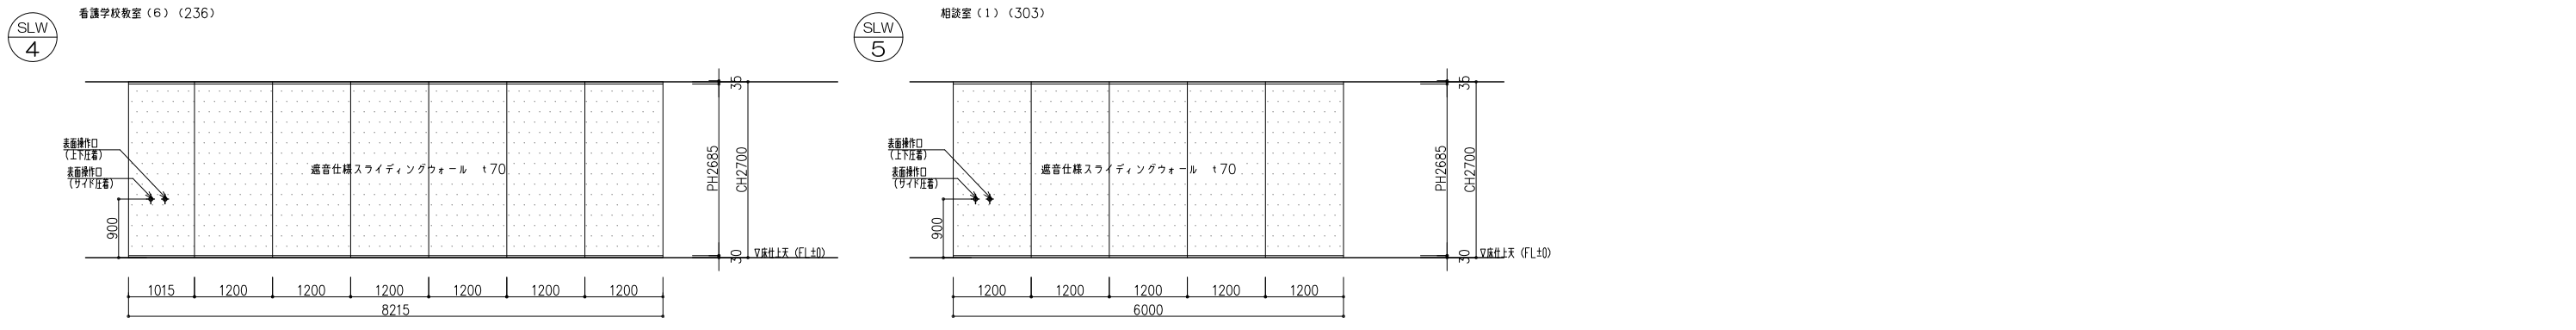 SLW
4
看護学校教室（6）（236）
表面操作口
（上下圧着）
表面操作口
（サイド圧着）
900
遮音仕様スライディングウォール　t70
35
PH2685
CH2700
30
▽床仕上天（FL±0）
1015 1200 1200 1200 1200 1200 1200
8215
SLW
5
相談室（1）（303）
表面操作口
（上下圧着）
表面操作口
（サイド圧着）
900
遮音仕様スライディングウォール　t70
35
PH2685
CH2700
30
▽床仕上天（FL±0）
1200 1200 1200 1200 1200
6000